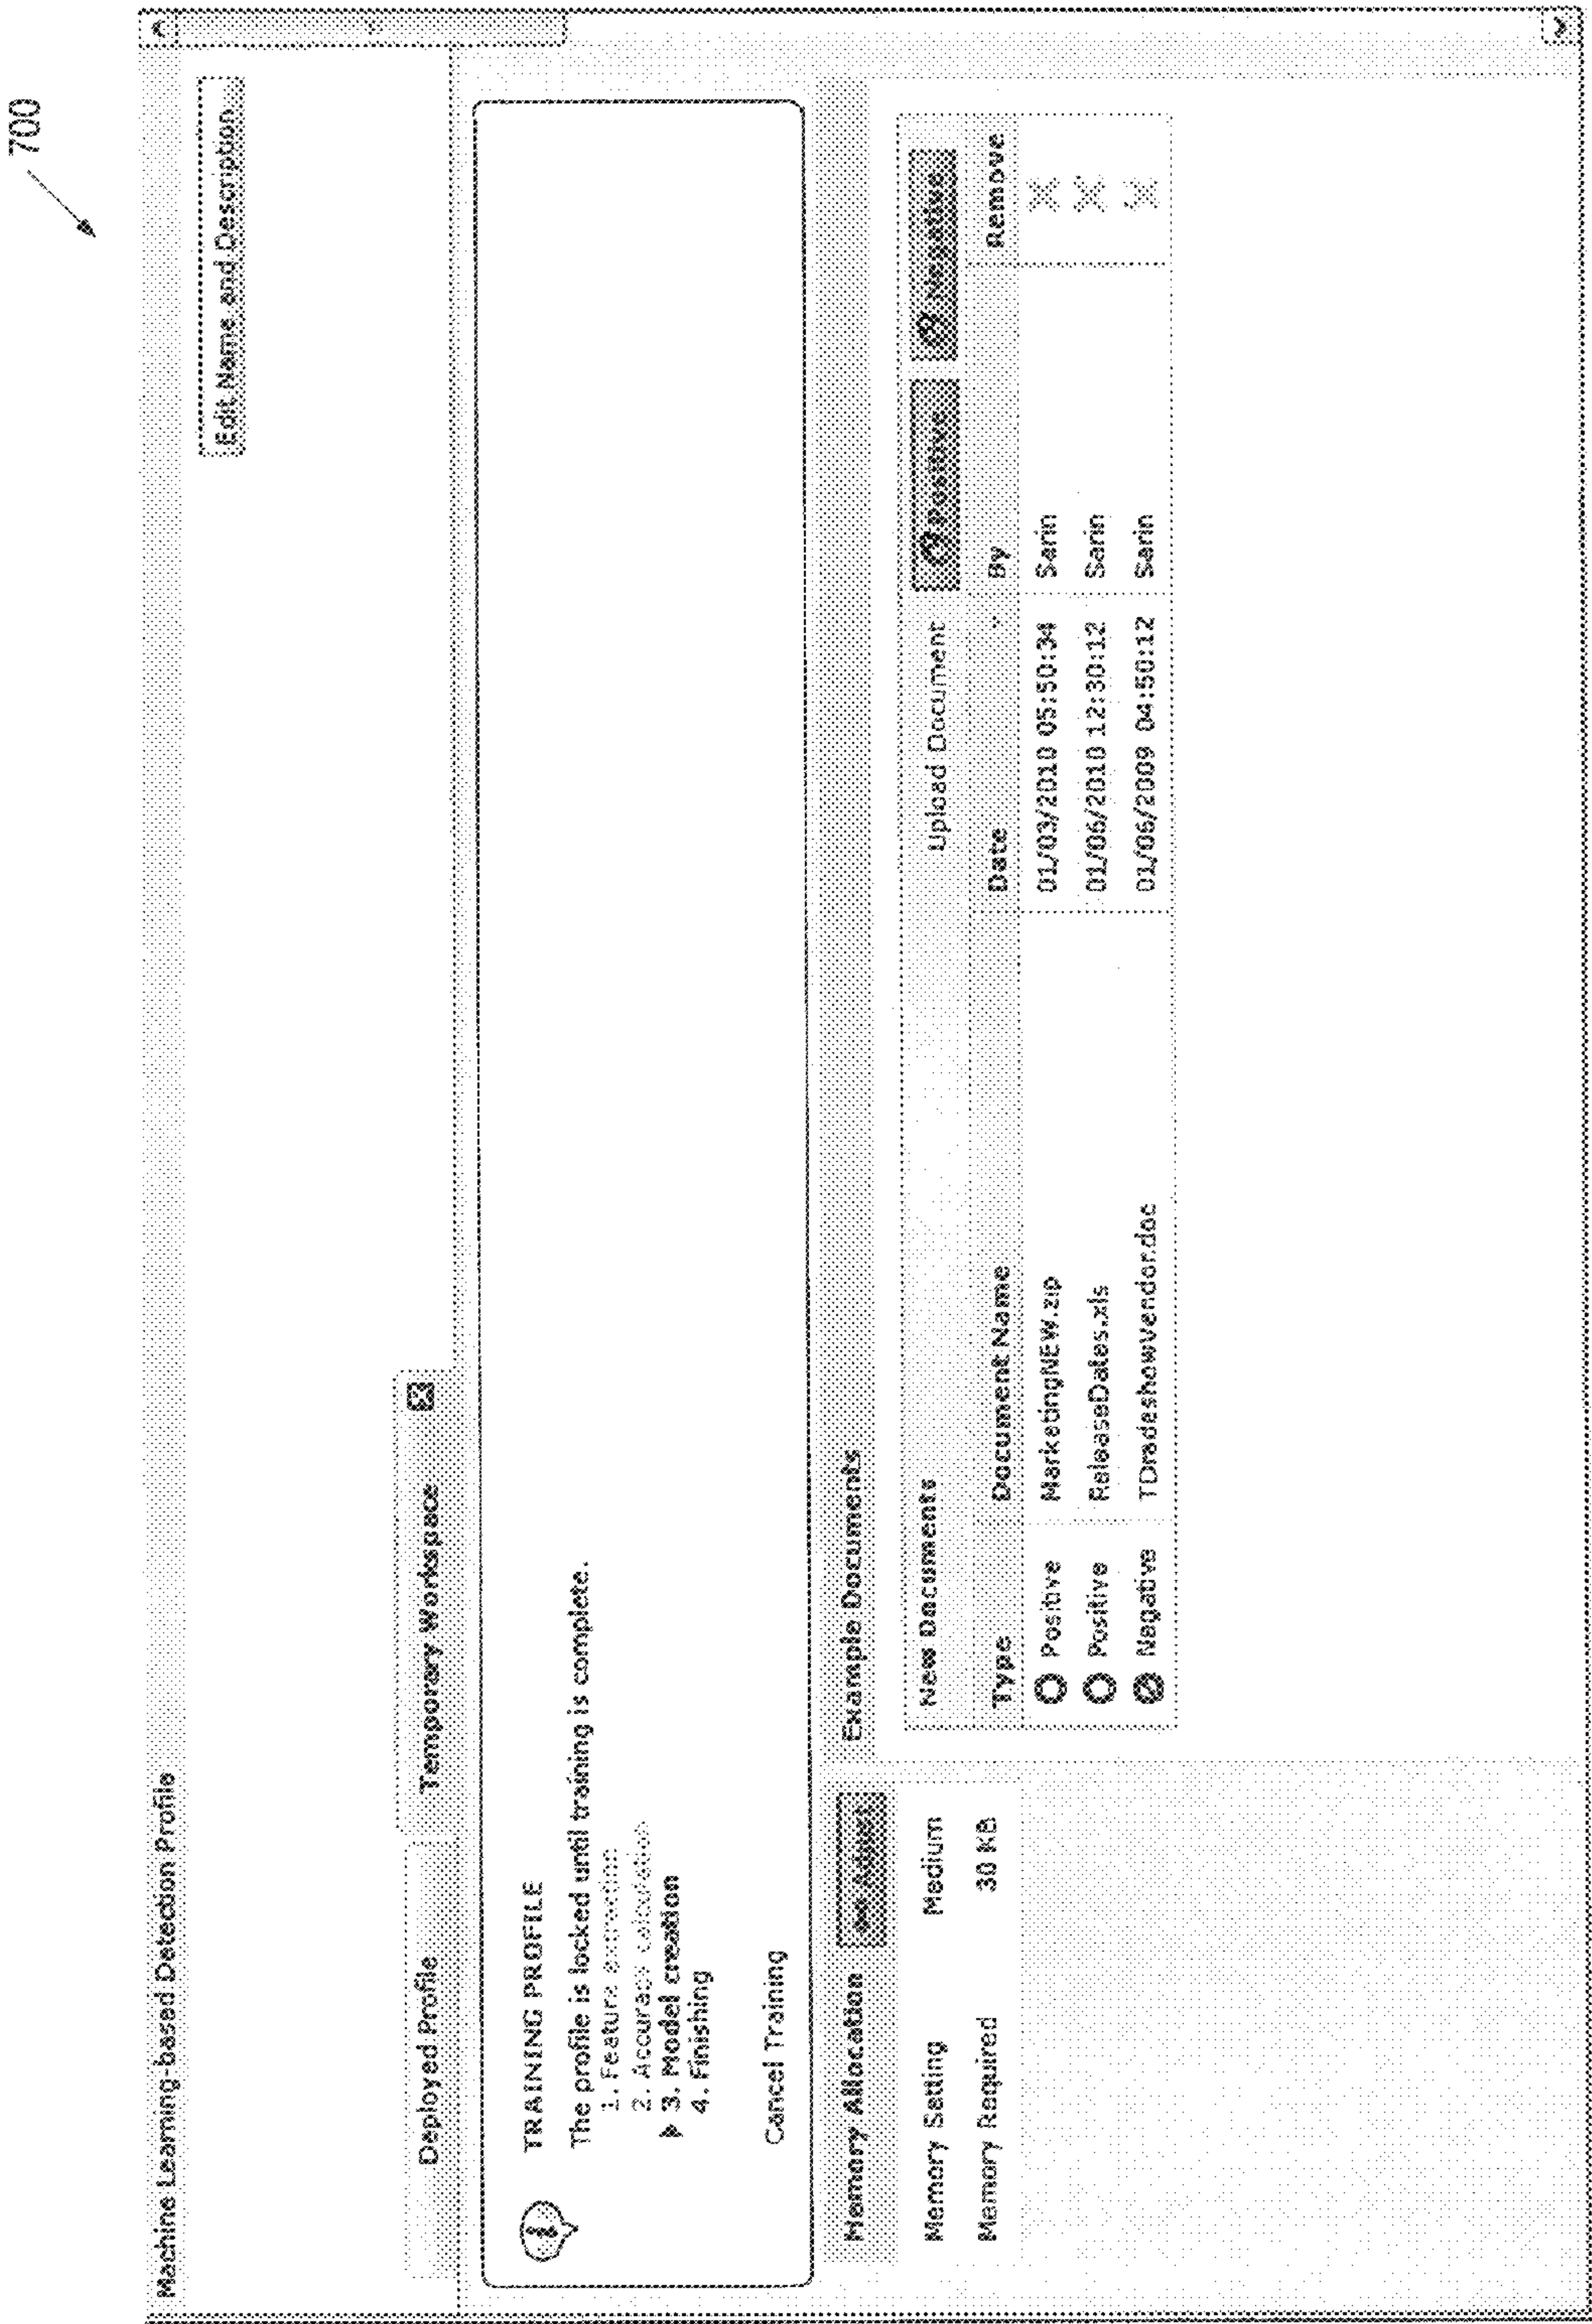 700
Machine Learning-based Detection Profile
Edit Name and Description
Deployed Profile
Temporary Workspace
TRAINING PROFILE
The profile is locked until training is complete.
1. Feature extraction
2. Accuracy calculation
3. Model creation
4. Finishing
Cancel Training
Memory Allocation Adjust
Memory Setting Medium
Memory Required 30 KB
Example Documents
New Documents Upload Document Positive Negative
Type Document Name Date By Remove
Positive MarketingNEW.zip 01/03/2010 05:50:34 Sarin
Positive ReleaseDates.xls 01/06/2010 12:30:12 Sarin
Negative TDradeshowVendor.doc 01/06/2009 04:50:12 Sarin